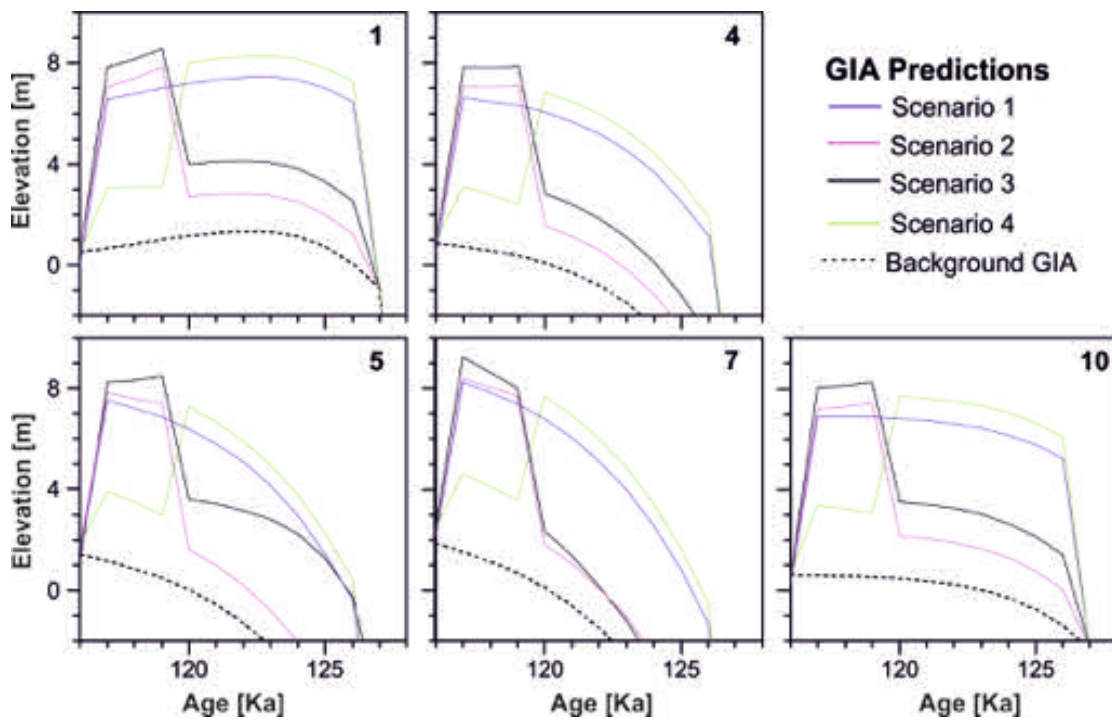 1
4
GIA Predictions
Scenario 1
Scenario 2
Scenario 3
Scenario 4
Background GIA
Elevation [m]
8
4
0
5
7
10
Elevation [m]
8
4
0
120
125
120
125
120
125
Age [Ka]
Age [Ka]
Age [Ka]